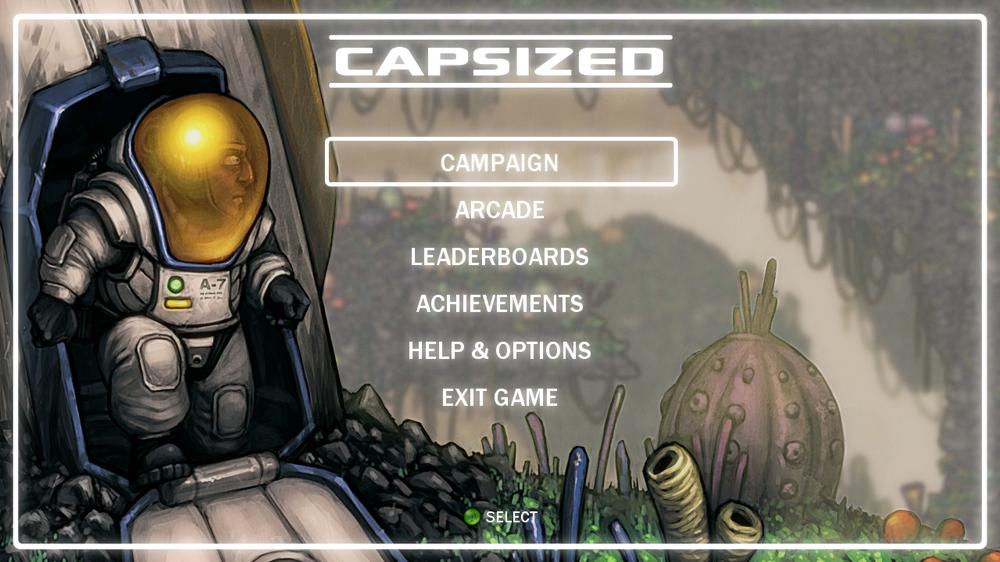 CAPSIZED
CAMPAIGN
ARCADE
LEADERBOARDS
ACHIEVEMENTS
HELP & OPTIONS
EXIT GAME
A-7
SELECT